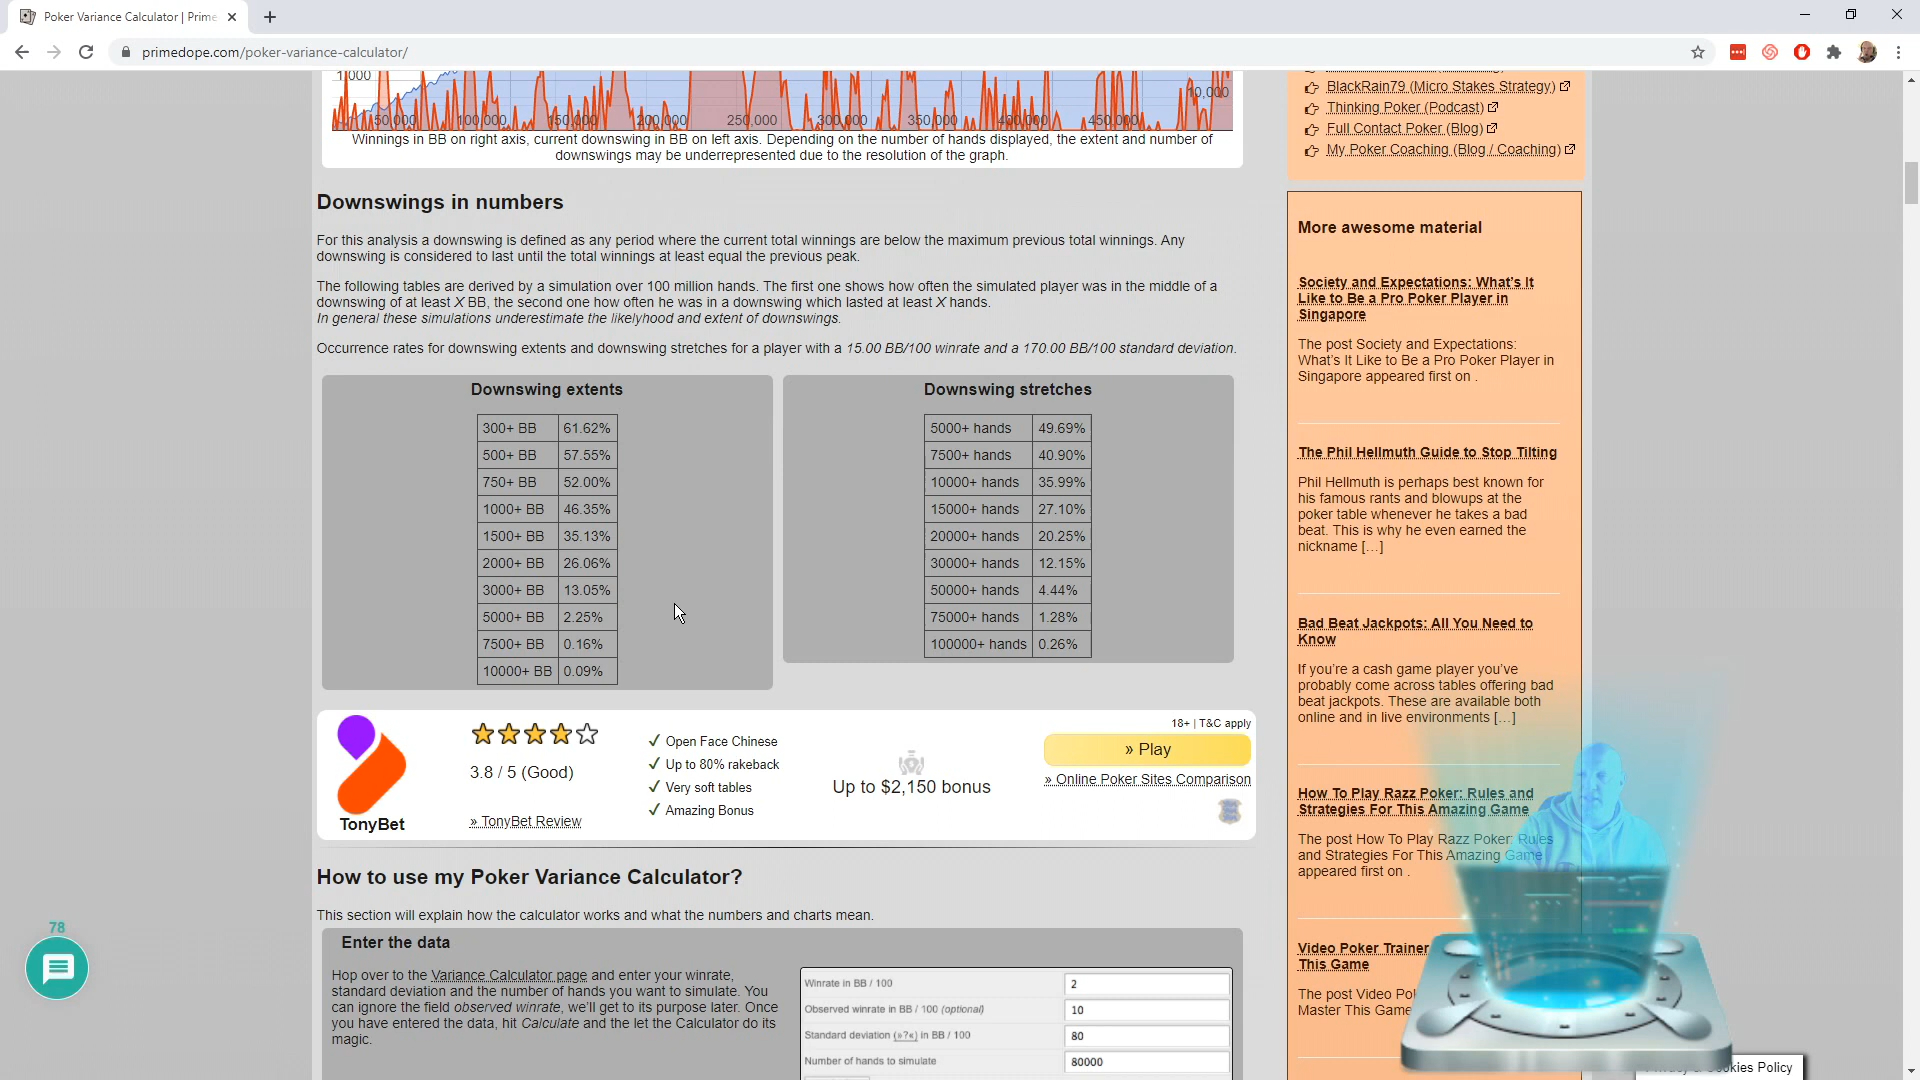 Poker Variance Calculator | Prime
primedope.com/poker-variance-calculator/
1,000
10,000
50,000 100,000 150,000 200,000 250,000 300,000 350,000 400,000 450,000
Winnings in BB on right axis, current downswing in BB on left axis. Depending on the number of hands displayed, the extent and number of
downswings may be underrepresented due to the resolution of the graph.
Downswings in numbers
For this analysis a downswing is defined as any period where the current total winnings are below the maximum previous total winnings. Any
downswing is considered to last until the total winnings at least equal the previous peak.
The following tables are derived by a simulation over 100 million hands. The first one shows how often the simulated player was in the middle of a
downswing of at least X BB, the second one how often he was in a downswing which lasted at least X hands.
In general these simulations underestimate the likelyhood and extent of downswings.
Occurrence rates for downswing extents and downswing stretches for a player with a 15.00 BB/100 winrate and a 170.00 BB/100 standard deviation.
Downswing extents
300+ BB 61.62%
500+ BB 57.55%
750+ BB 52.00%
1000+ BB 46.35%
1500+ BB 35.13%
2000+ BB 26.06%
3000+ BB 13.05%
5000+ BB 2.25%
7500+ BB 0.16%
10000+ BB 0.09%
Downswing stretches
5000+ hands 49.69%
7500+ hands 40.90%
10000+ hands 35.99%
15000+ hands 27.10%
20000+ hands 20.25%
30000+ hands 12.15%
50000+ hands 4.44%
75000+ hands 1.28%
100000+ hands 0.26%
TonyBet
3.8 / 5 (Good)
» TonyBet Review
✓ Open Face Chinese
✓ Up to 80% rakeback
✓ Very soft tables
✓ Amazing Bonus
Up to $2,150 bonus
18+ | T&C apply
» Play
» Online Poker Sites Comparison
How to use my Poker Variance Calculator?
This section will explain how the calculator works and what the numbers and charts mean.
Enter the data
Hop over to the Variance Calculator page and enter your winrate,
standard deviation and the number of hands you want to simulate. You
can ignore the field observed winrate, we'll get to its purpose later. Once
you have entered the data, hit Calculate and the let the Calculator do its
magic.
Winrate in BB / 100 2
Observed winrate in BB / 100 (optional) 10
Standard deviation (»?«) in BB / 100 80
Number of hands to simulate 80000
BlackRain79 (Micro Stakes Strategy)
Thinking Poker (Podcast)
Full Contact Poker (Blog)
My Poker Coaching (Blog / Coaching)
More awesome material
Society and Expectations: What's It
Like to Be a Pro Poker Player in
Singapore
The post Society and Expectations:
What's It Like to Be a Pro Poker Player in
Singapore appeared first on .
The Phil Hellmuth Guide to Stop Tilting
Phil Hellmuth is perhaps best known for
his famous rants and blowups at the
poker table whenever he takes a bad
beat. This is why he even earned the
nickname [...]
Bad Beat Jackpots: All You Need to
Know
If you're a cash game player you've
probably come across tables offering bad
beat jackpots. These are available both
online and in live environments [...]
How To Play Razz Poker: Rules and
Strategies For This Amazing Game
The post How To Play Razz Poker: Rules
and Strategies For This Amazing Game
appeared first on .
Video Poker Trainer
This Game
The post Video Pol
Master This Game
78
Cookies Policy